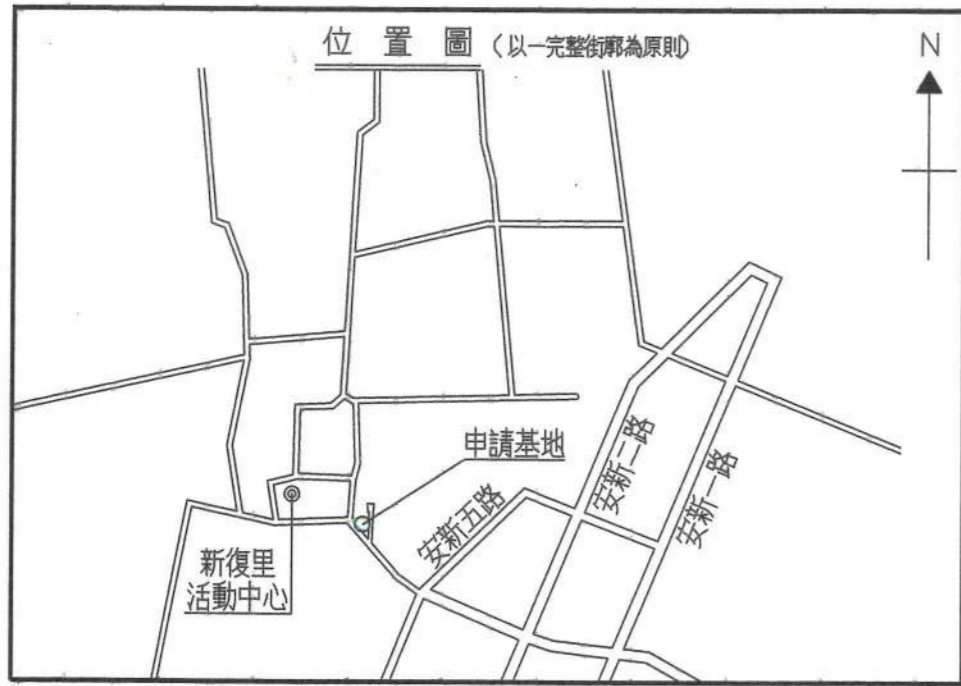 位置圖（以一完整街廓為原則）
N
申請基地
安新二路
安新一路
安新五路
新復里
活動中心